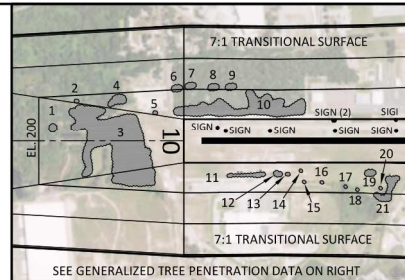 7:1 TRANSITIONAL SURFACE
1
2
4
3
5
6
7
8
9
10
EL. 200
10
SIGN (2)
SIGI
SIGN
SIGN
SIGN
SIGN
SIGN
SIGN
20
11
12
13
14
15
16
17
18
19
21
7:1 TRANSITIONAL SURFACE
SEE GENERALIZED TREE PENETRATION DATA ON RIGHT